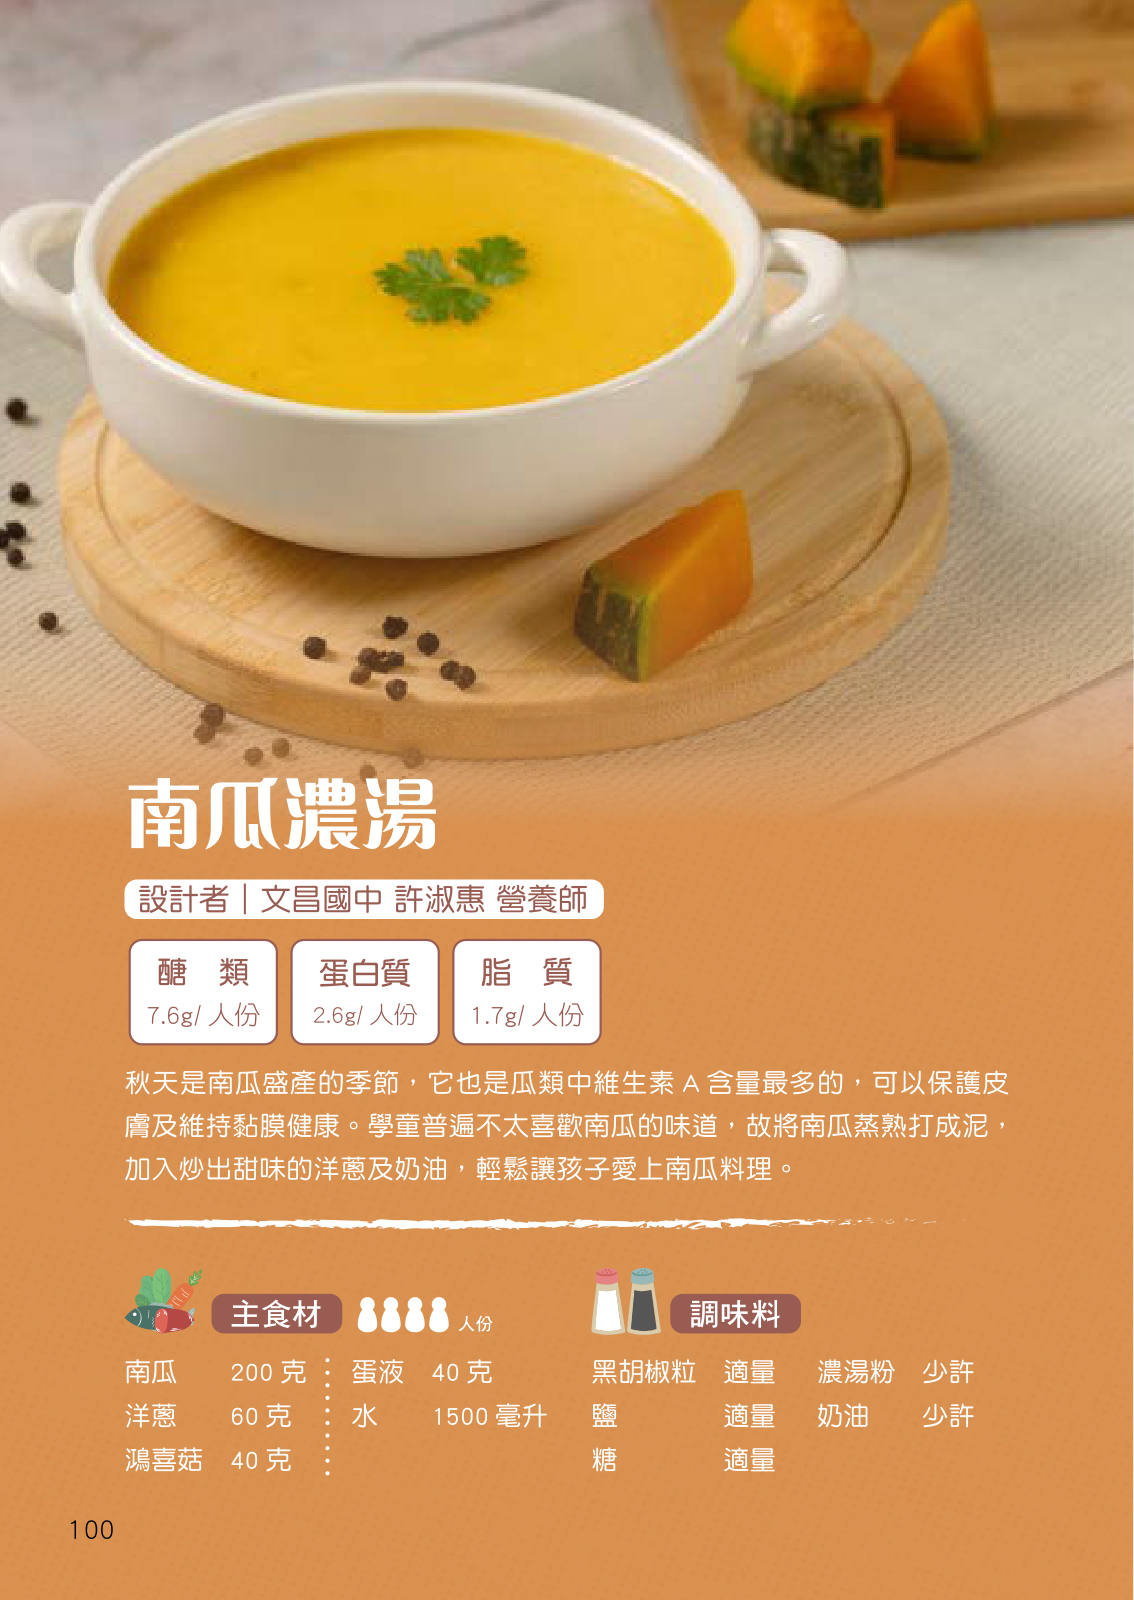 南瓜濃湯
設計者｜文昌國中 許淑惠 營養師
醣　類
7.6g/ 人份
蛋白質
2.6g/ 人份
脂　質
1.7g/ 人份
秋天是南瓜盛產的季節，它也是瓜類中維生素 A 含量最多的，可以保護皮
膚及維持黏膜健康。學童普遍不太喜歡南瓜的味道，故將南瓜蒸熟打成泥，
加入炒出甜味的洋蔥及奶油，輕鬆讓孩子愛上南瓜料理。
主食材
人份
南瓜 200 克
洋蔥 60 克
鴻喜菇 40 克
蛋液 40 克
水 1500 毫升
調味料
黑胡椒粒 適量
鹽 適量
糖 適量
濃湯粉 少許
奶油 少許
100